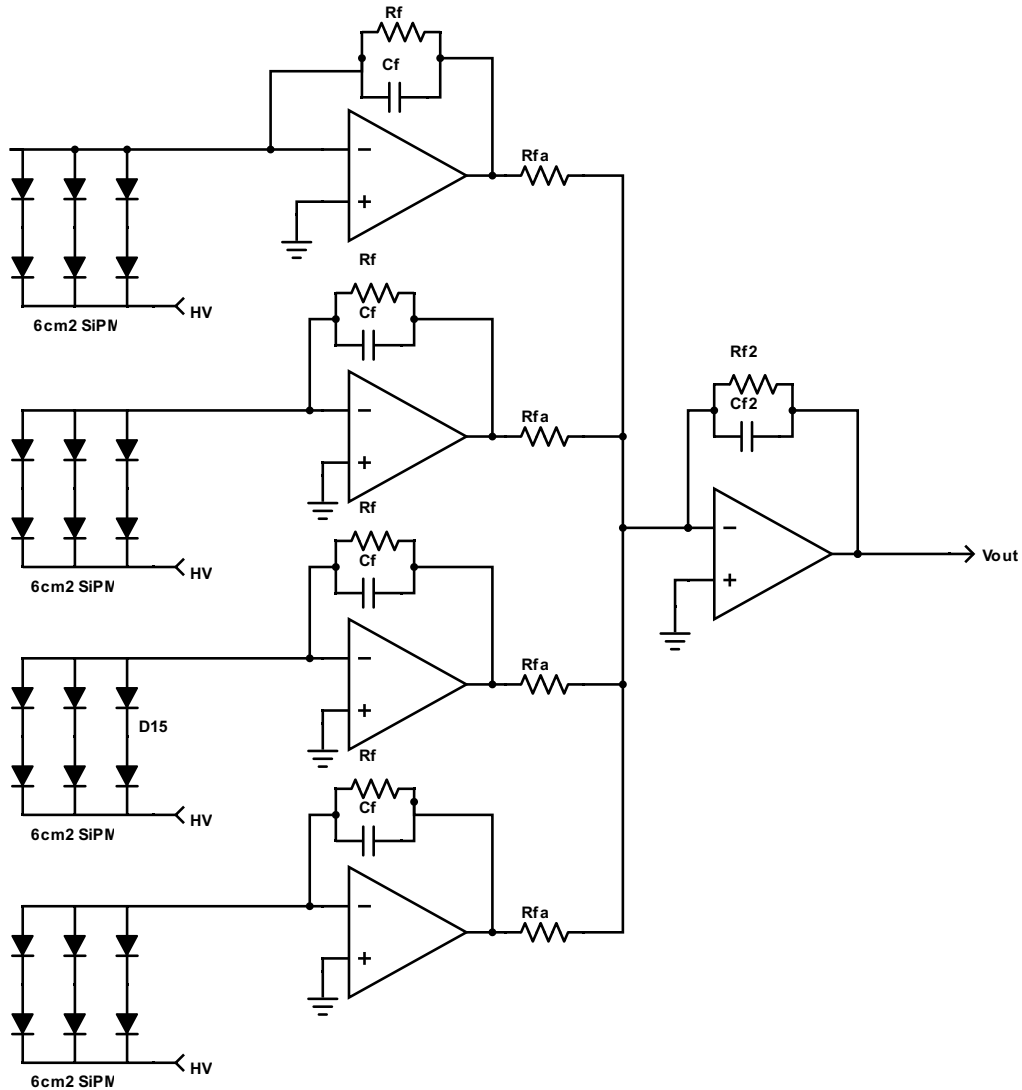 Rf
Cf
Rfa
−
+
HV
6cm2 SiPM
Rf
Cf
Rfa
−
+
HV
6cm2 SiPM
Rf2
Cf2
−
+
Vout
Rf
Cf
Rfa
−
+
D15
HV
6cm2 SiPM
Rf
Cf
Rfa
−
+
HV
6cm2 SiPM